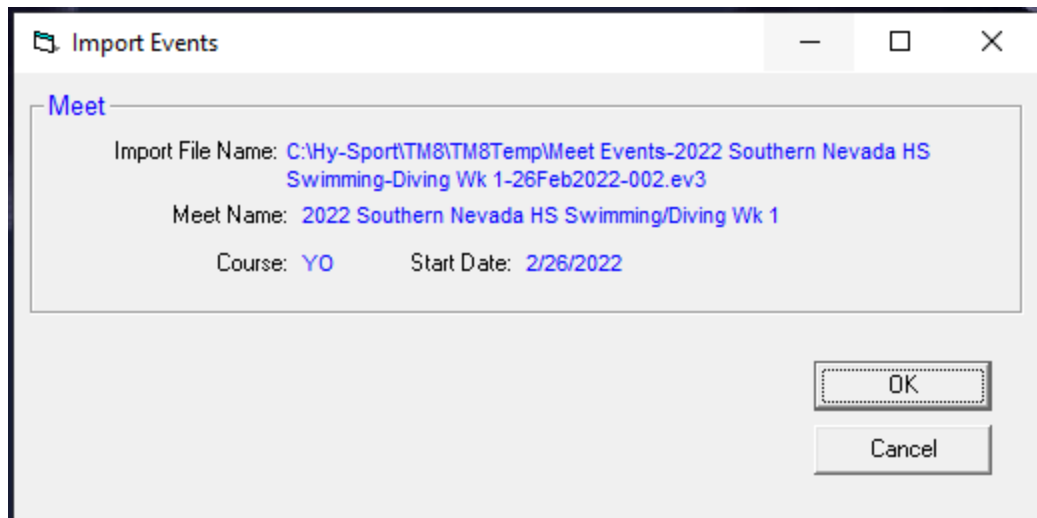 Import Events
Meet
Import File Name: C:\Hy-Sport\TM8\TM8Temp\Meet Events-2022 Southern Nevada HS
Swimming-Diving Wk 1-26Feb2022-002.ev3
Meet Name: 2022 Southern Nevada HS Swimming/Diving Wk 1
Course: YO Start Date: 2/26/2022
OK
Cancel